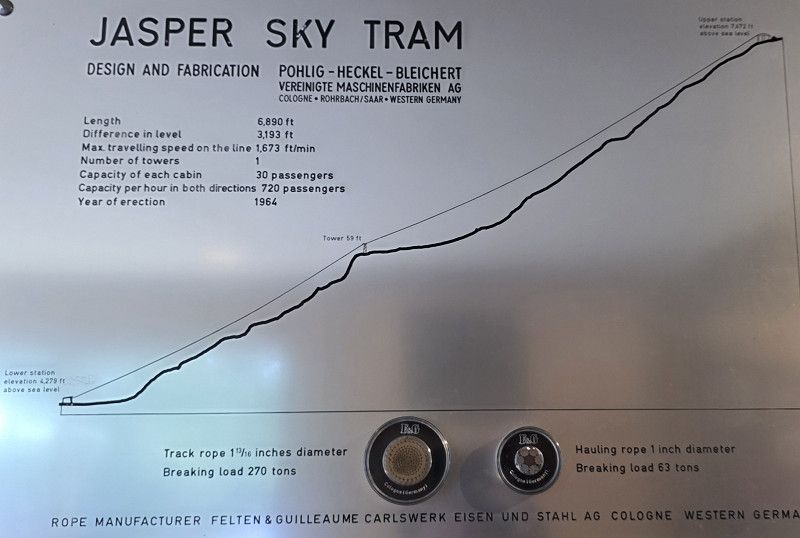 JASPER SKY TRAM
DESIGN AND FABRICATION POHLIG-HECKEL-BLEICHERT
VEREINIGTE MASCHINENFABRIKEN AG
COLOGNE • ROHRBACH/SAAR • WESTERN GERMANY
Upper station
elevation 7,472 ft
above sea level
Length 6,890 ft
Difference in level 3,193 ft
Max. travelling speed on the line 1,673 ft/min
Number of towers 1
Capacity of each cabin 30 passengers
Capacity per hour in both directions 720 passengers
Year of erection 1964
Tower 59 ft
Lower station
elevation 4,279 ft
above sea level
Track rope 1 13/16 inches diameter
Breaking load 270 tons
F&G
Cologne (Germany)
F&G
Cologne (Germany)
Hauling rope 1 inch diameter
Breaking load 63 tons
ROPE MANUFACTURER FELTEN & GUILLEAUME CARLSWERK EISEN UND STAHL AG COLOGNE WESTERN GERMA